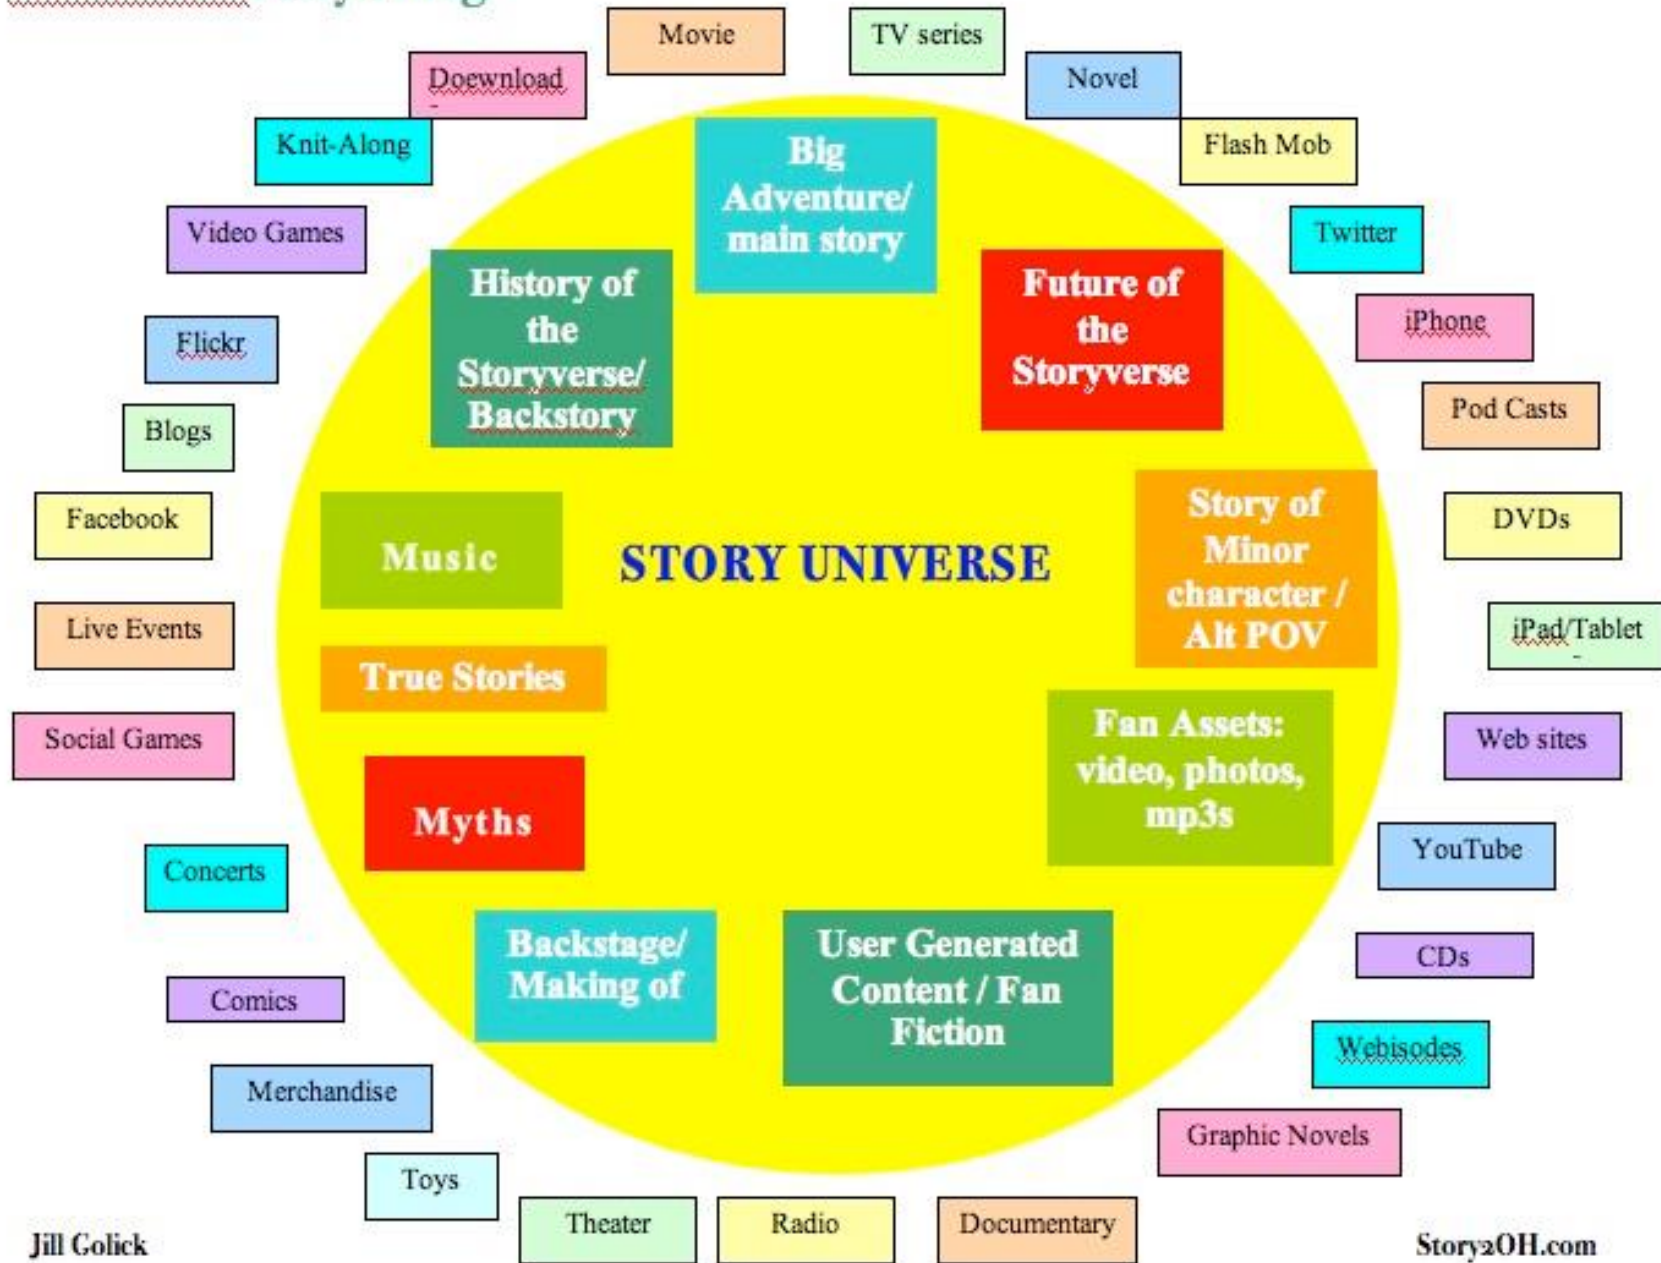 Movie
TV series
Doewnload
Novel
Knit-Along
Flash Mob
Big
Adventure/
main story
Video Games
Twitter
History of
the
Storyverse/
Backstory
Future of
the
Storyverse
Flickr
iPhone
Blogs
Pod Casts
Facebook
Music
STORY UNIVERSE
Story of
Minor
character /
Alt POV
DVDs
Live Events
True Stories
iPad/Tablet
Social Games
Fan Assets:
video, photos,
mp3s
Web sites
Myths
YouTube
Concerts
Backstage/
Making of
User Generated
Content / Fan
Fiction
CDs
Comics
Webisodes
Merchandise
Graphic Novels
Toys
Theater
Radio
Documentary
Jill Golick
Story2OH.com